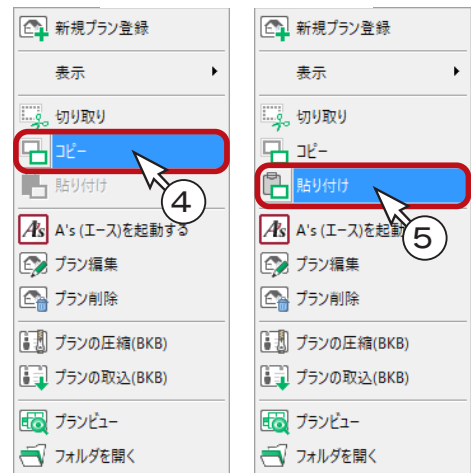 新規プラン登録
表示
切り取り
コピー
貼り付け
④
A's (エース)を起動する
プラン編集
プラン削除
プランの圧縮(BKB)
プランの取込(BKB)
プランビュー
フォルダを開く
新規プラン登録
表示
切り取り
コピー
貼り付け
A's (エース)を起動
⑤
プラン編集
プラン削除
プランの圧縮(BKB)
プランの取込(BKB)
プランビュー
フォルダを開く